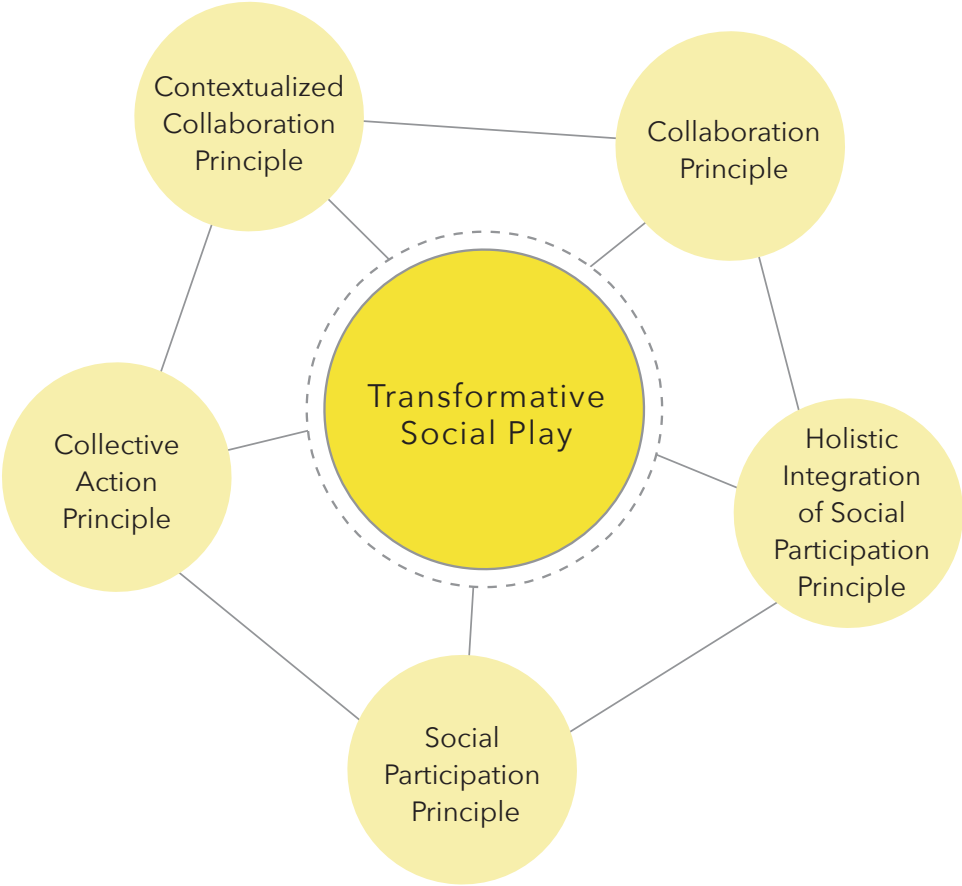 Contextualized
Collaboration
Principle
Collaboration
Principle
Transformative
Social Play
Collective
Action
Principle
Holistic
Integration
of Social
Participation
Principle
Social
Participation
Principle